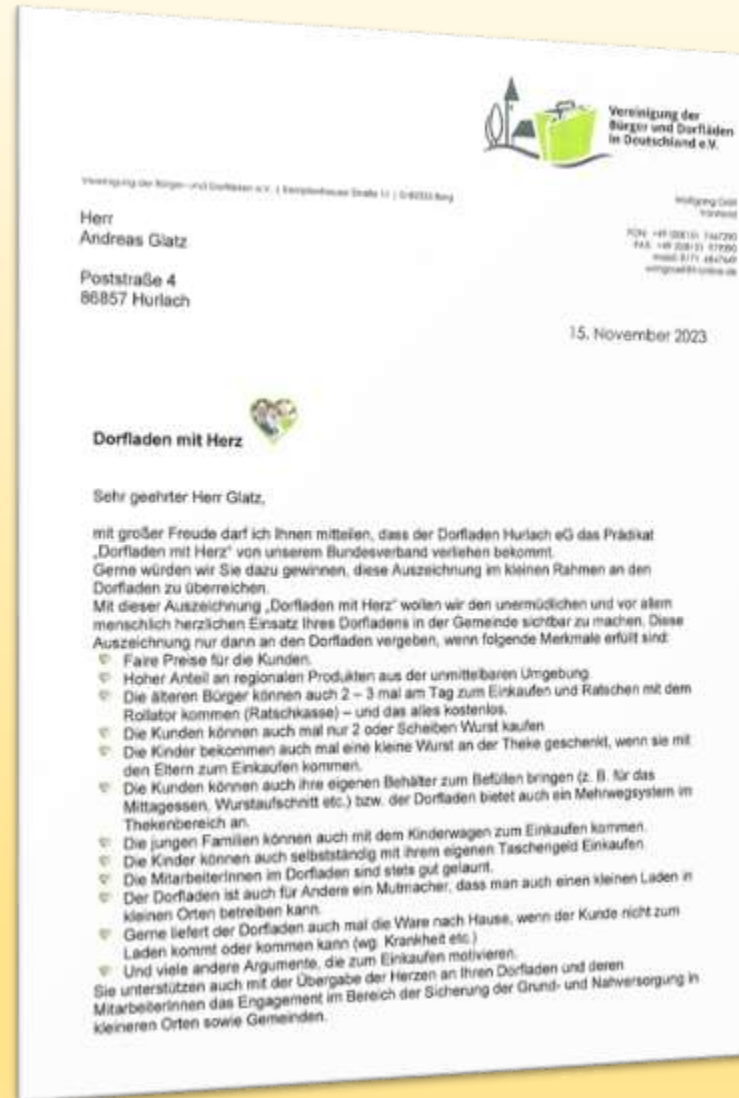 Vereinigung der
Bürger und Dorfläden
in Deutschland e.V.
Vereinigung der Bürger- und Dorfläden e.V. | Straße 11 | Berg
Wolfgang Gröll
Vorstand
Herr
Andreas Glatz
Poststraße 4
86857 Hurlach
15. November 2023
Dorfladen mit Herz
Sehr geehrter Herr Glatz,
mit großer Freude darf ich Ihnen mitteilen, dass der Dorfladen Hurlach eG das Prädikat
„Dorfladen mit Herz“ von unserem Bundesverband verliehen bekommt.
Gerne würden wir Sie dazu gewinnen, diese Auszeichnung im kleinen Rahmen an den
Dorfladen zu überreichen.
Mit dieser Auszeichnung „Dorfladen mit Herz“ wollen wir den unermüdlichen und vor allem
menschlich herzlichen Einsatz Ihres Dorfladens in der Gemeinde sichtbar zu machen. Diese
Auszeichnung nur dann an den Dorfladen vergeben, wenn folgende Merkmale erfüllt sind:
Faire Preise für die Kunden.
Hoher Anteil an regionalen Produkten aus der unmittelbaren Umgebung.
Die älteren Bürger können auch 2 – 3 mal am Tag zum Einkaufen und Ratschen mit dem
Rollator kommen (Ratschkasse) – und das alles kostenlos.
Die Kunden können auch mal nur 2 oder Scheiben Wurst kaufen
Die Kinder bekommen auch mal eine kleine Wurst an der Theke geschenkt, wenn sie mit
den Eltern zum Einkaufen kommen.
Die Kunden können auch ihre eigenen Behälter zum Befüllen bringen (z. B. für das
Mittagessen, Wurstaufschnitt etc.) bzw. der Dorfladen bietet auch ein Mehrwegsystem im
Thekenbereich an.
Die jungen Familien können auch mit dem Kinderwagen zum Einkaufen kommen.
Die Kinder können auch selbstständig mit ihrem eigenen Taschengeld Einkaufen.
Die MitarbeiterInnen im Dorfladen sind stets gut gelaunt.
Der Dorfladen ist auch für Andere ein Mutmacher, dass man auch einen kleinen Laden in
kleinen Orten betreiben kann.
Gerne liefert der Dorfladen auch mal die Ware nach Hause, wenn der Kunde nicht zum
Laden kommt oder kommen kann (wg. Krankheit etc.)
Und viele andere Argumente, die zum Einkaufen motivieren.
Sie unterstützen auch mit der Übergabe der Herzen an Ihren Dorfladen und deren
MitarbeiterInnen das Engagement im Bereich der Sicherung der Grund- und Nahversorgung in
kleineren Orten sowie Gemeinden.